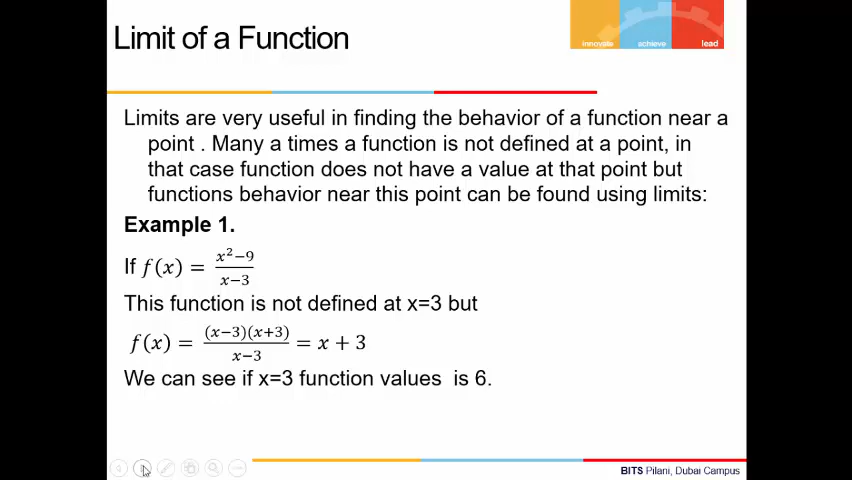 Limit of a Function
innovate achieve lead
Limits are very useful in finding the behavior of a function near a
point . Many a times a function is not defined at a point, in
that case function does not have a value at that point but
functions behavior near this point can be found using limits:
Example 1.
If f(x) = \frac{x^2-9}{x-3}
This function is not defined at x=3 but
f(x) = \frac{(x-3)(x+3)}{x-3} = x + 3
We can see if x=3 function values  is 6.
BITS Pilani, Dubai Campus